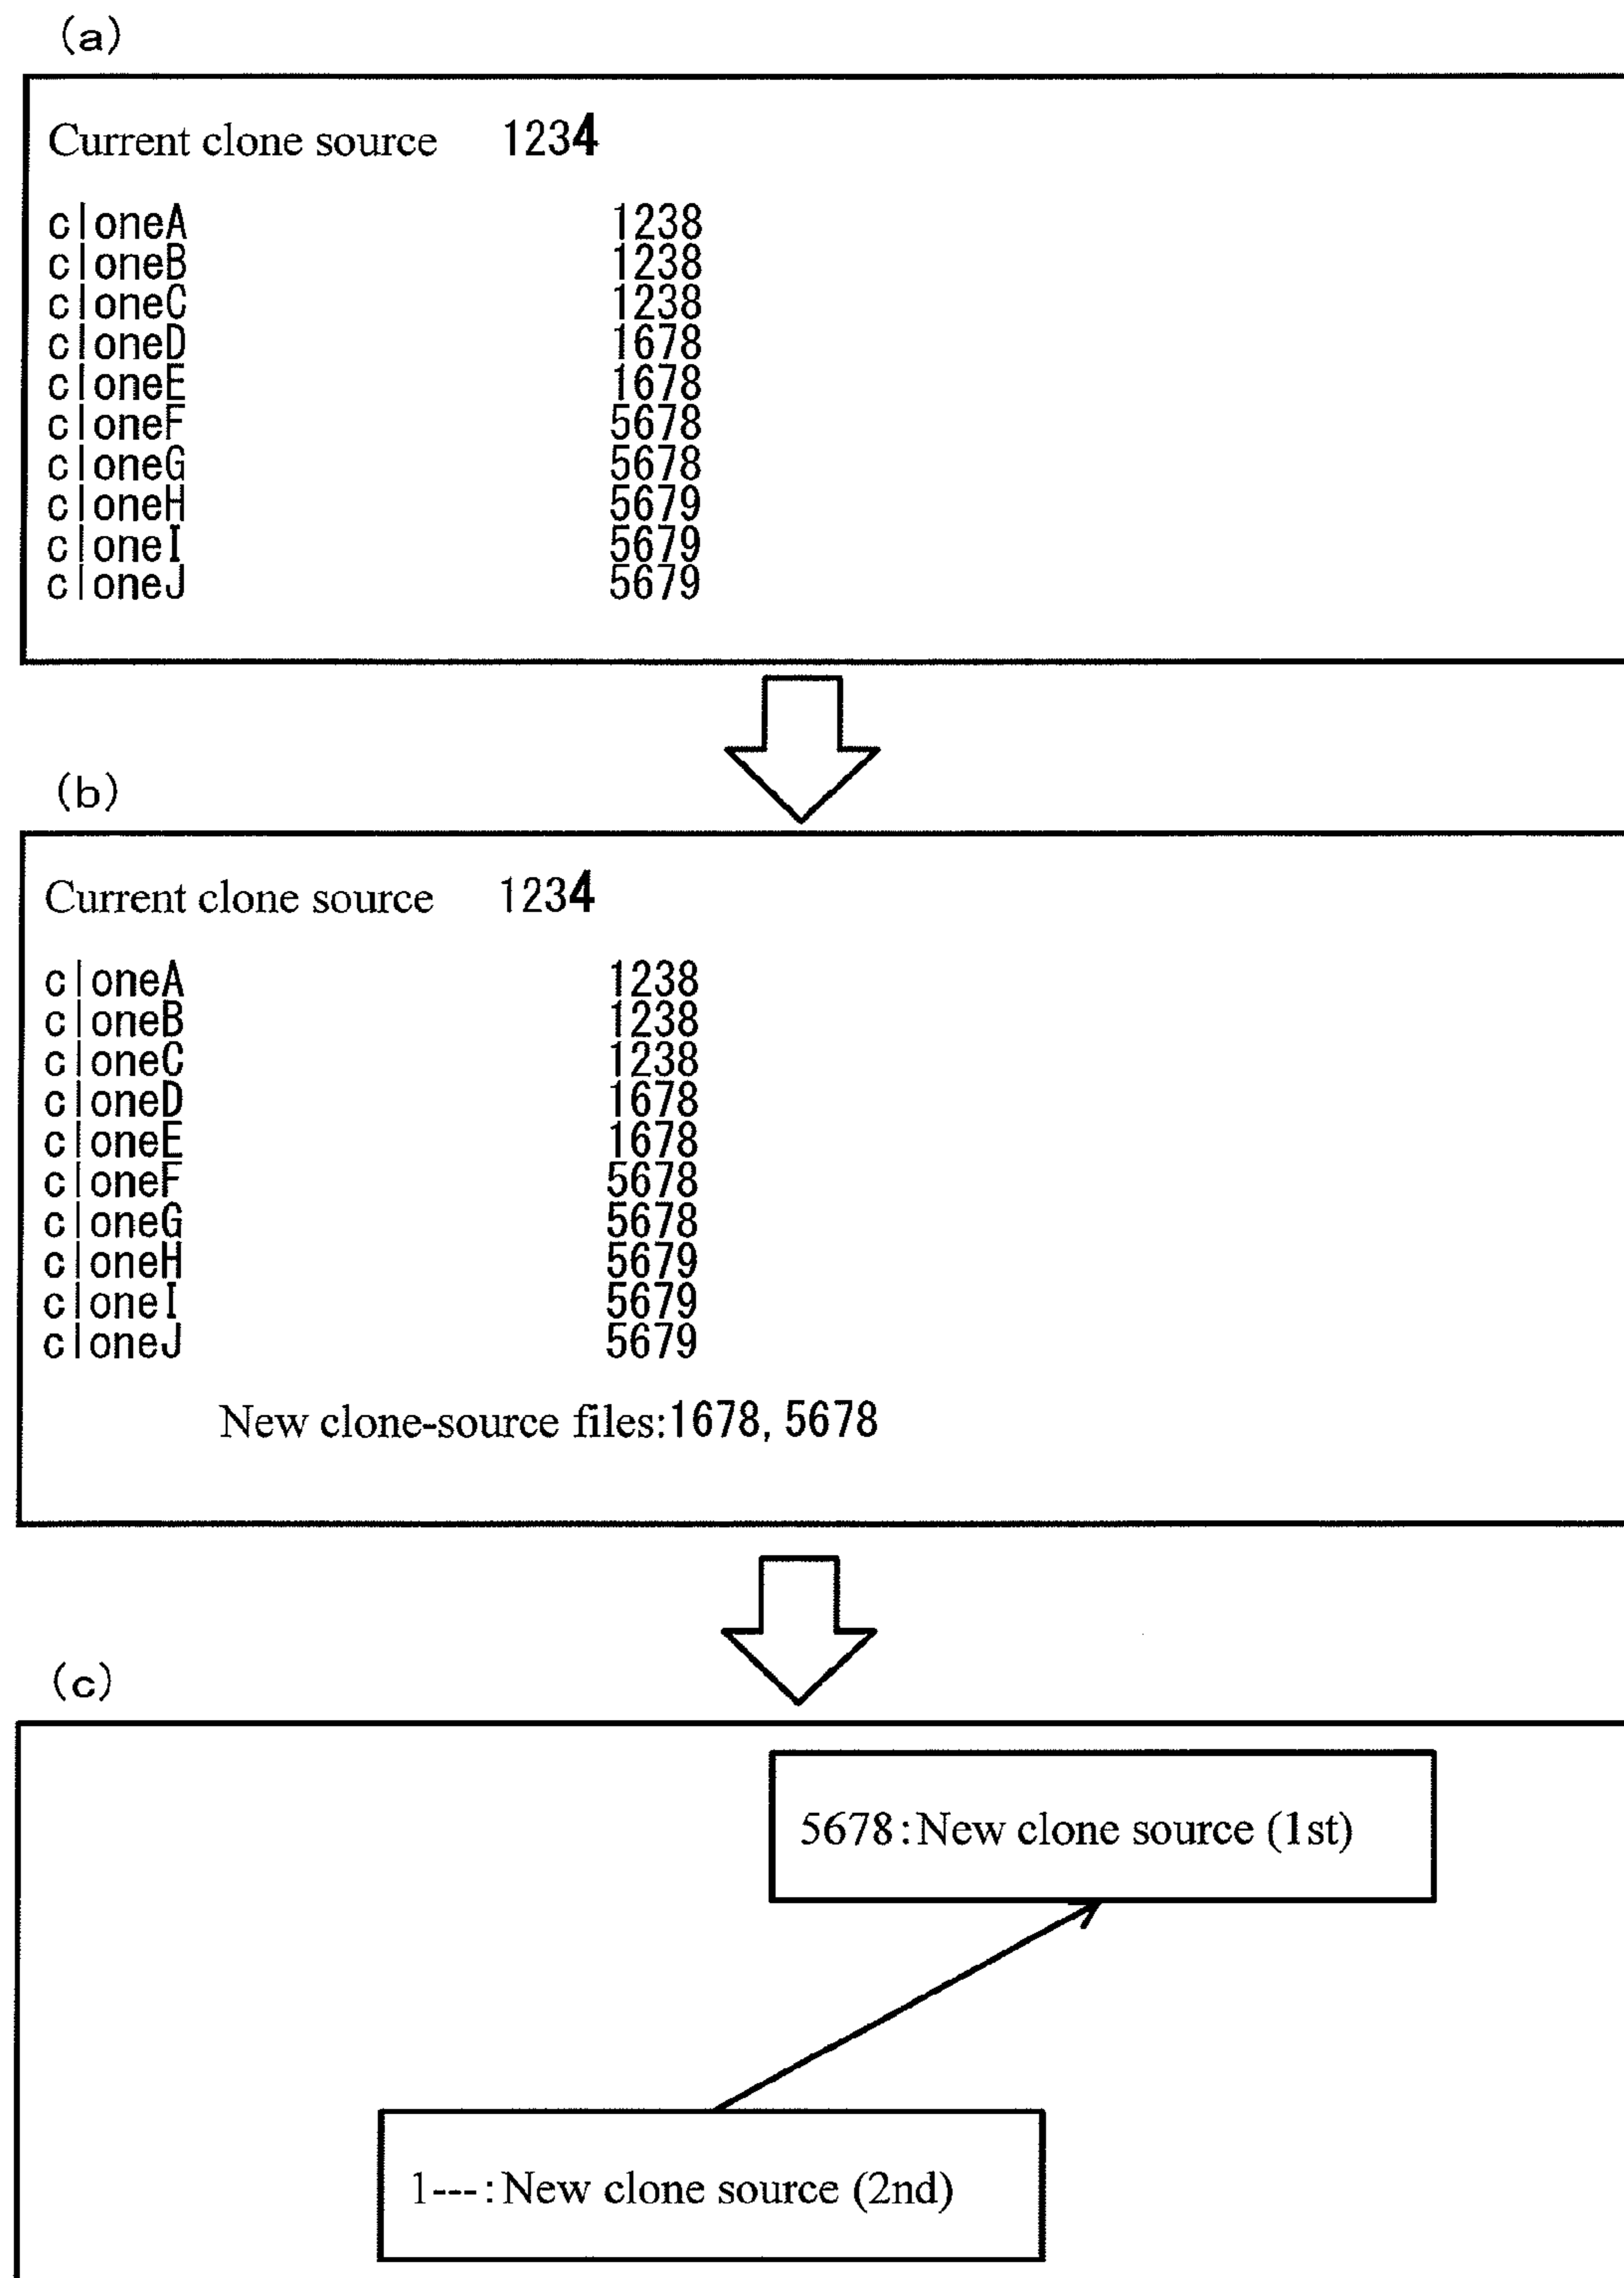 (a)
Current clone source 1234
cloneA 1238
cloneB 1238
cloneC 1238
cloneD 1678
cloneE 1678
cloneF 5678
cloneG 5678
cloneH 5679
cloneI 5679
cloneJ 5679
(b)
Current clone source 1234
cloneA 1238
cloneB 1238
cloneC 1238
cloneD 1678
cloneE 1678
cloneF 5678
cloneG 5678
cloneH 5679
cloneI 5679
cloneJ 5679
New clone-source files:1678, 5678
(c)
5678:New clone source (1st)
1---:New clone source (2nd)